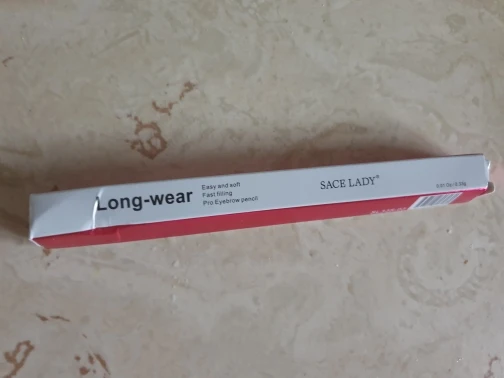 Long-wear
Easy and soft
Fast filling
Pro Eyebrow pencil
SACE LADY®